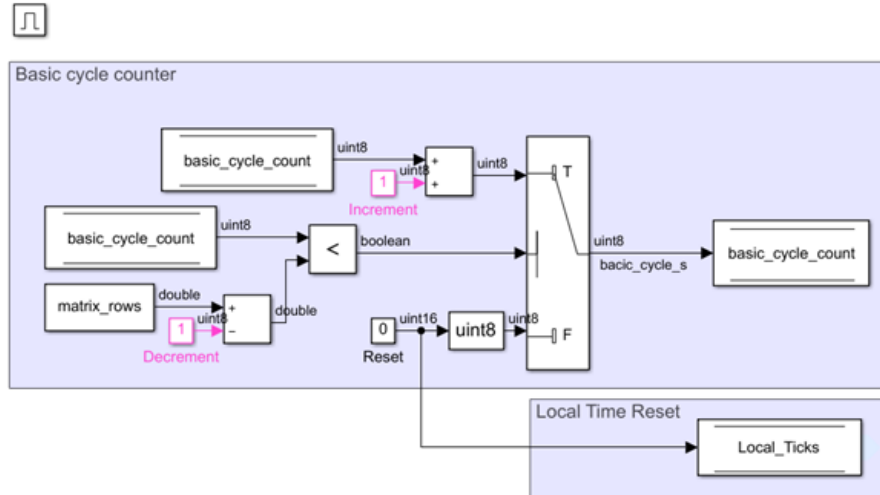 Basic cycle counter
basic_cycle_count
uint8
+
+
uint8
1
uint8
Increment
T
basic_cycle_count
uint8
<
boolean
uint8
bacic_cycle_s
basic_cycle_count
matrix_rows
double
+
−
double
1
uint8
Decrement
0
uint16
Reset
uint8
uint8
F
Local Time Reset
Local_Ticks